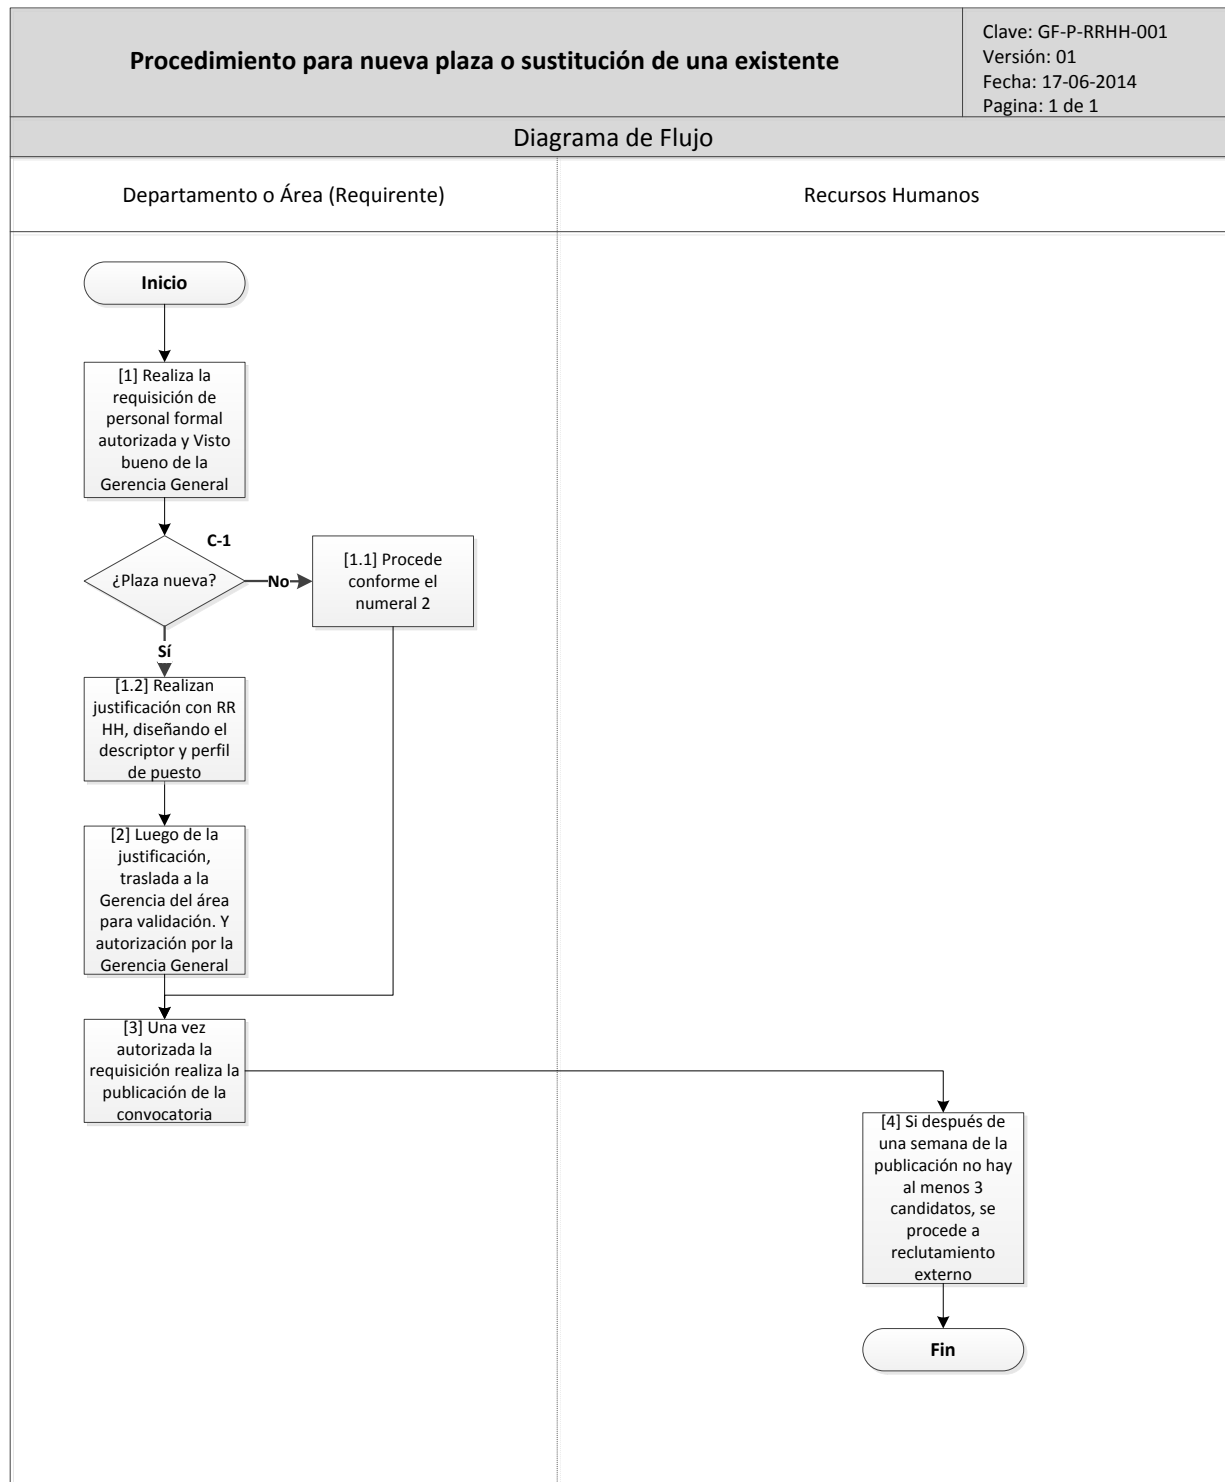 Procedimiento para nueva plaza o sustitución de una existente
Clave: GF-P-RRHH-001
Versión: 01
Fecha: 17-06-2014
Pagina: 1 de 1
Diagrama de Flujo
Departamento o Área (Requirente)
Recursos Humanos
Inicio
[1] Realiza la
requisición de
personal formal
autorizada y Visto
bueno de la
Gerencia General
C-1
¿Plaza nueva?
No
[1.1] Procede
conforme el
numeral 2
Sí
[1.2] Realizan
justificación con RR
HH, diseñando el
descriptor y perfil
de puesto
[2] Luego de la
justificación,
traslada a la
Gerencia del área
para validación. Y
autorización por la
Gerencia General
[3] Una vez
autorizada la
requisición realiza la
publicación de la
convocatoria
[4] Si después de
una semana de la
publicación no hay
al menos 3
candidatos, se
procede a
reclutamiento
externo
Fin